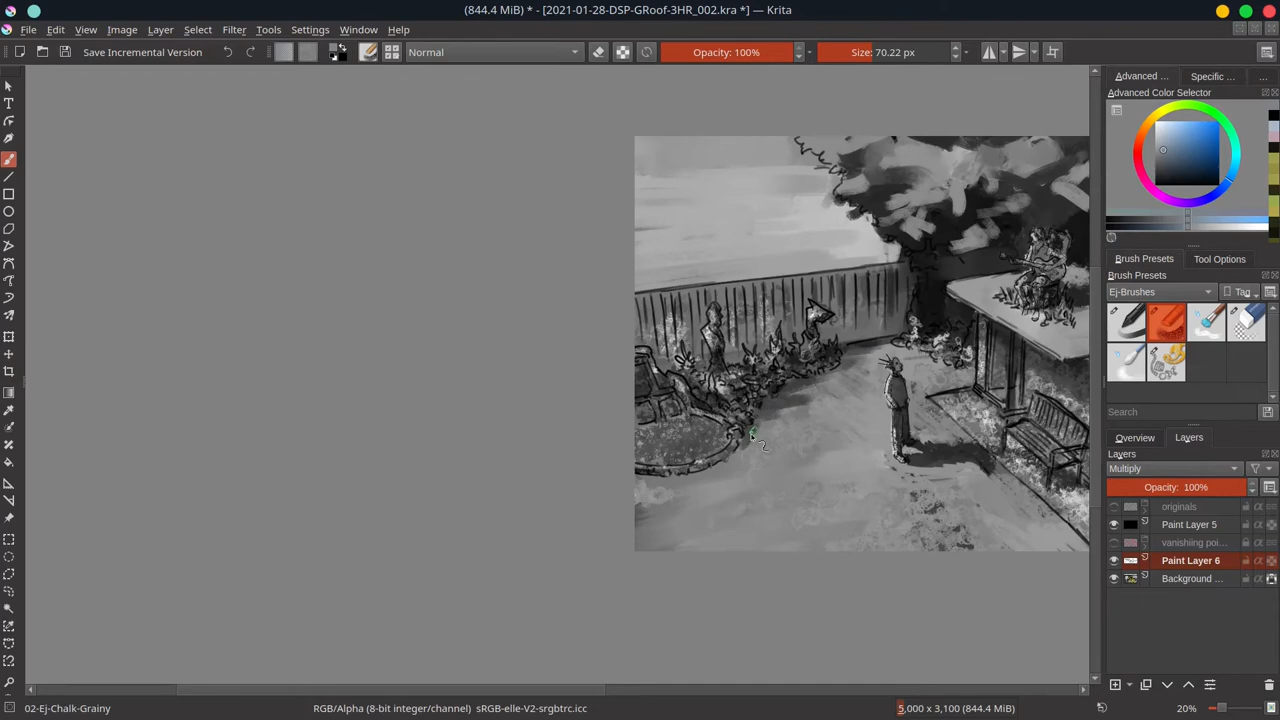 (844.4 MiB) * - [2021-01-28-DSP-GRoof-3HR_002.kra *] — Krita
File Edit View Image Layer Select Filter Tools Settings Window Help
Save Incremental Version Normal Opacity: 100% Size: 70.22 px
Advanced ... Specific ... ...
Advanced Color Selector
Brush Presets Tool Options
Brush Presets
Ej-Brushes Tag
Search
Overview Layers
Layers
Multiply
Opacity: 100%
originals
Paint Layer 5
vanishiing poi...
Paint Layer 6
Background ...
02-Ej-Chalk-Grainy RGB/Alpha (8-bit integer/channel) sRGB-elle-V2-srgbtrc.icc 5,000 x 3,100 (844.4 MiB) 20%